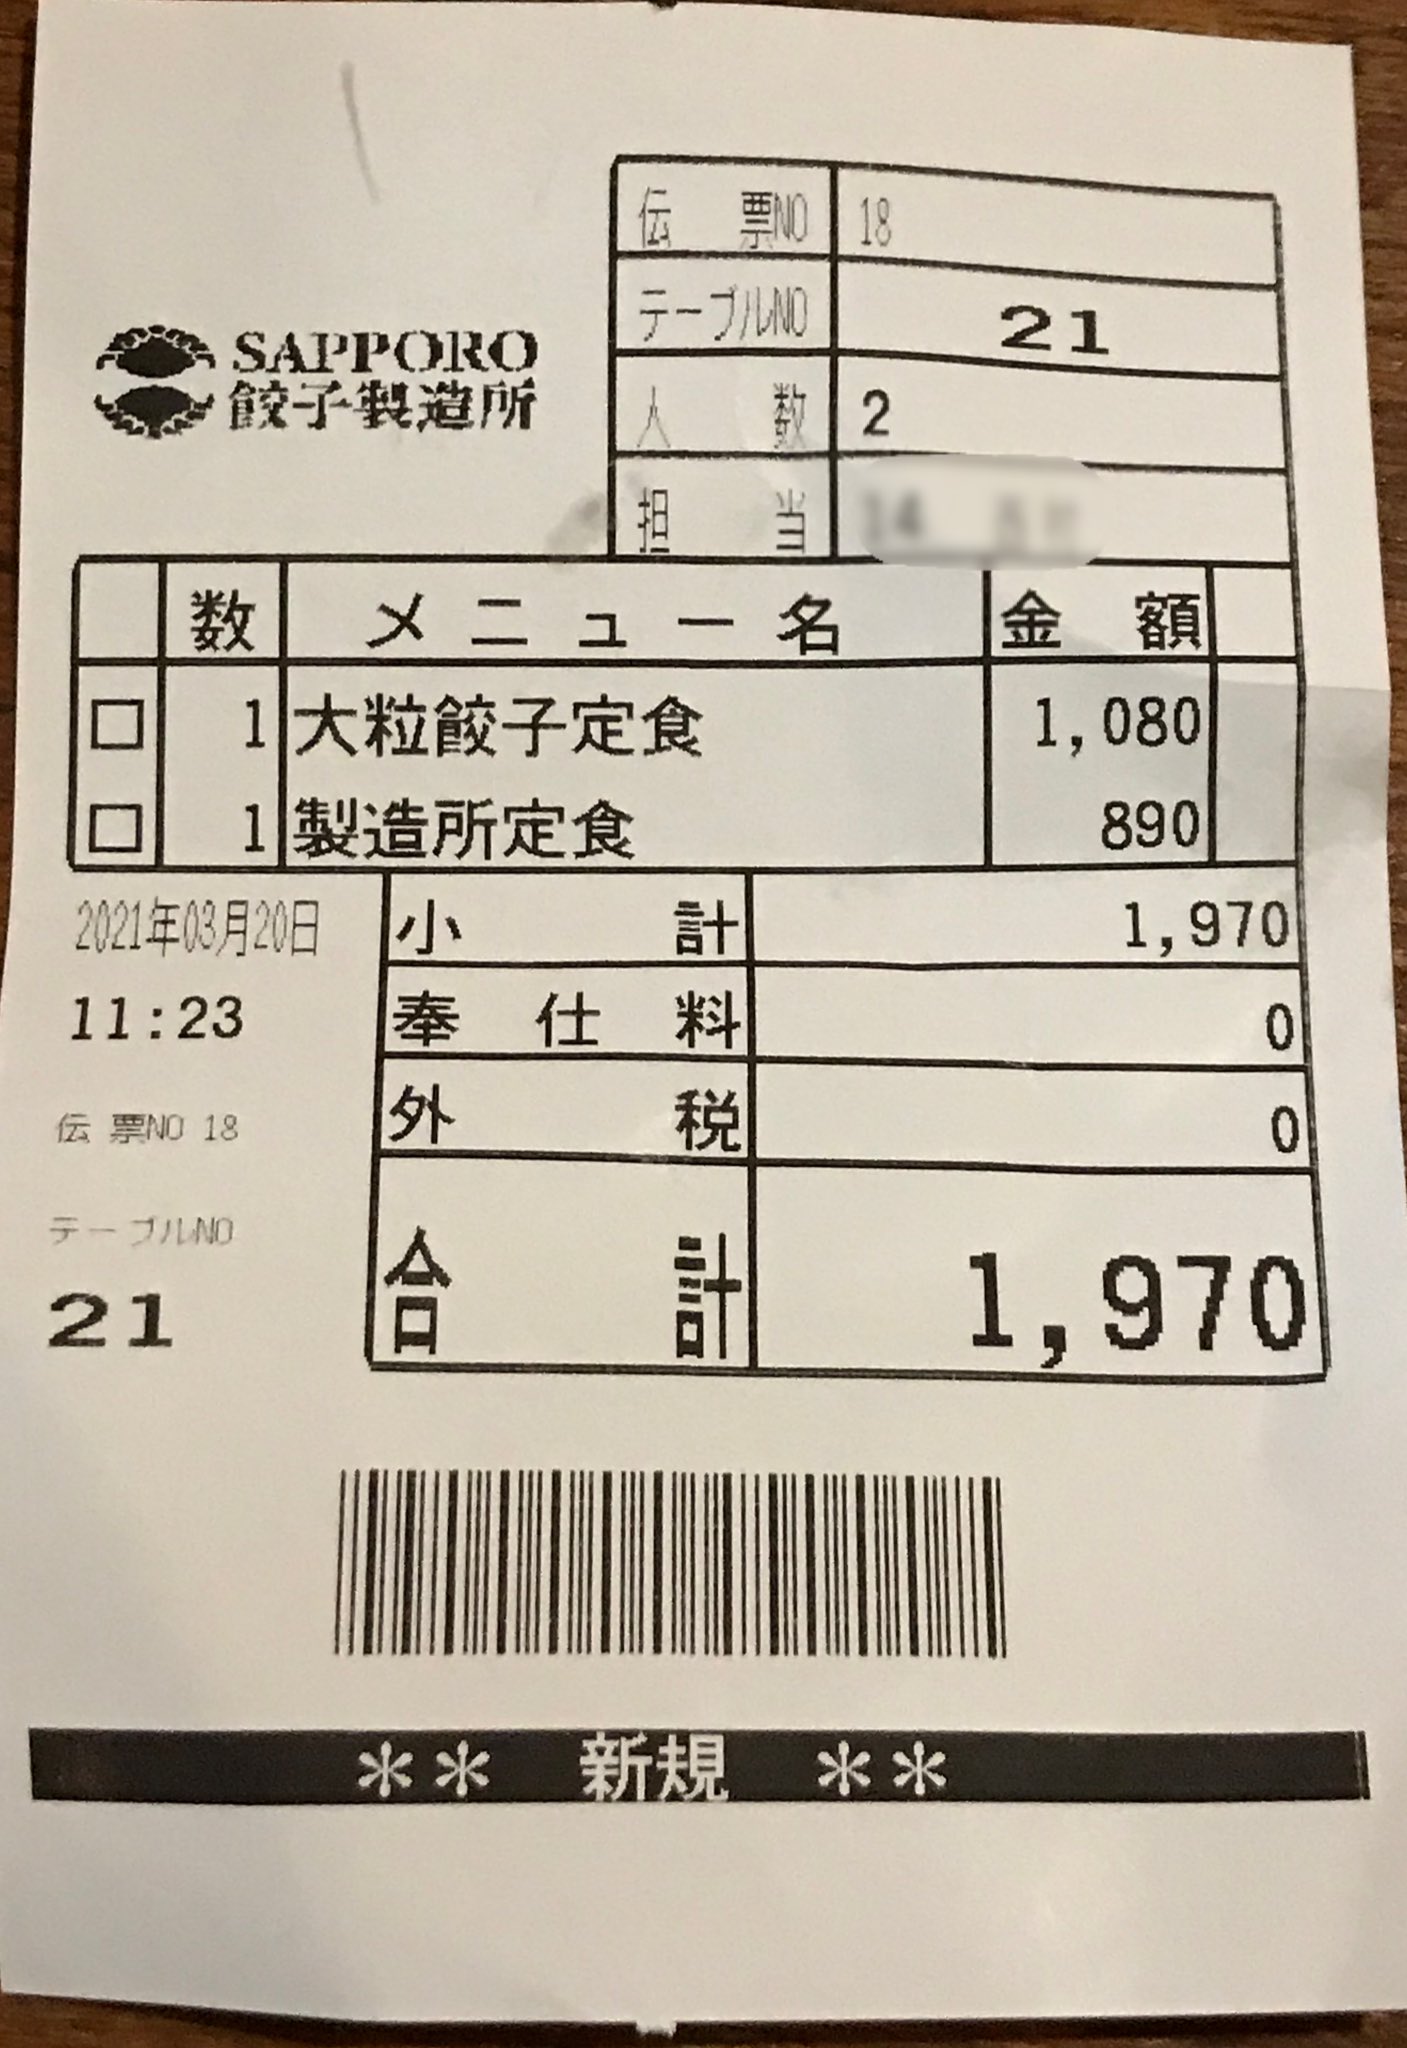 伝票NO 18
テーブルNO 21
人数 2
担当
SAPPORO
餃子製造所
数 メニュー名 金額
□ 1 大粒餃子定食 1,080
□ 1 製造所定食 890
2021年03月20日
11:23
伝票NO 18
テーブルNO
21
小計 1,970
奉仕料 0
外税 0
合計 1,970
** 新規 **